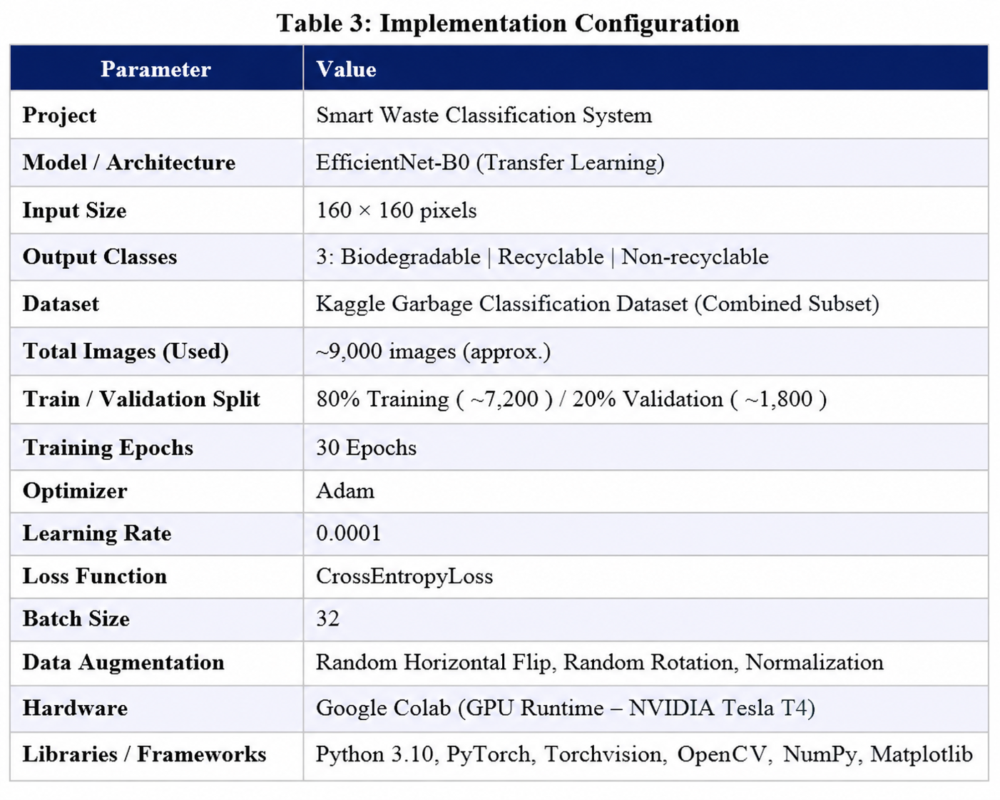 Table 3: Implementation Configuration
Parameter Value
Project Smart Waste Classification System
Model / Architecture EfficientNet-B0 (Transfer Learning)
Input Size 160 × 160 pixels
Output Classes 3: Biodegradable | Recyclable | Non-recyclable
Dataset Kaggle Garbage Classification Dataset (Combined Subset)
Total Images (Used) ~9,000 images (approx.)
Train / Validation Split 80% Training ( ~7,200 ) / 20% Validation ( ~1,800 )
Training Epochs 30 Epochs
Optimizer Adam
Learning Rate 0.0001
Loss Function CrossEntropyLoss
Batch Size 32
Data Augmentation Random Horizontal Flip, Random Rotation, Normalization
Hardware Google Colab (GPU Runtime – NVIDIA Tesla T4)
Libraries / Frameworks Python 3.10, PyTorch, Torchvision, OpenCV, NumPy, Matplotlib